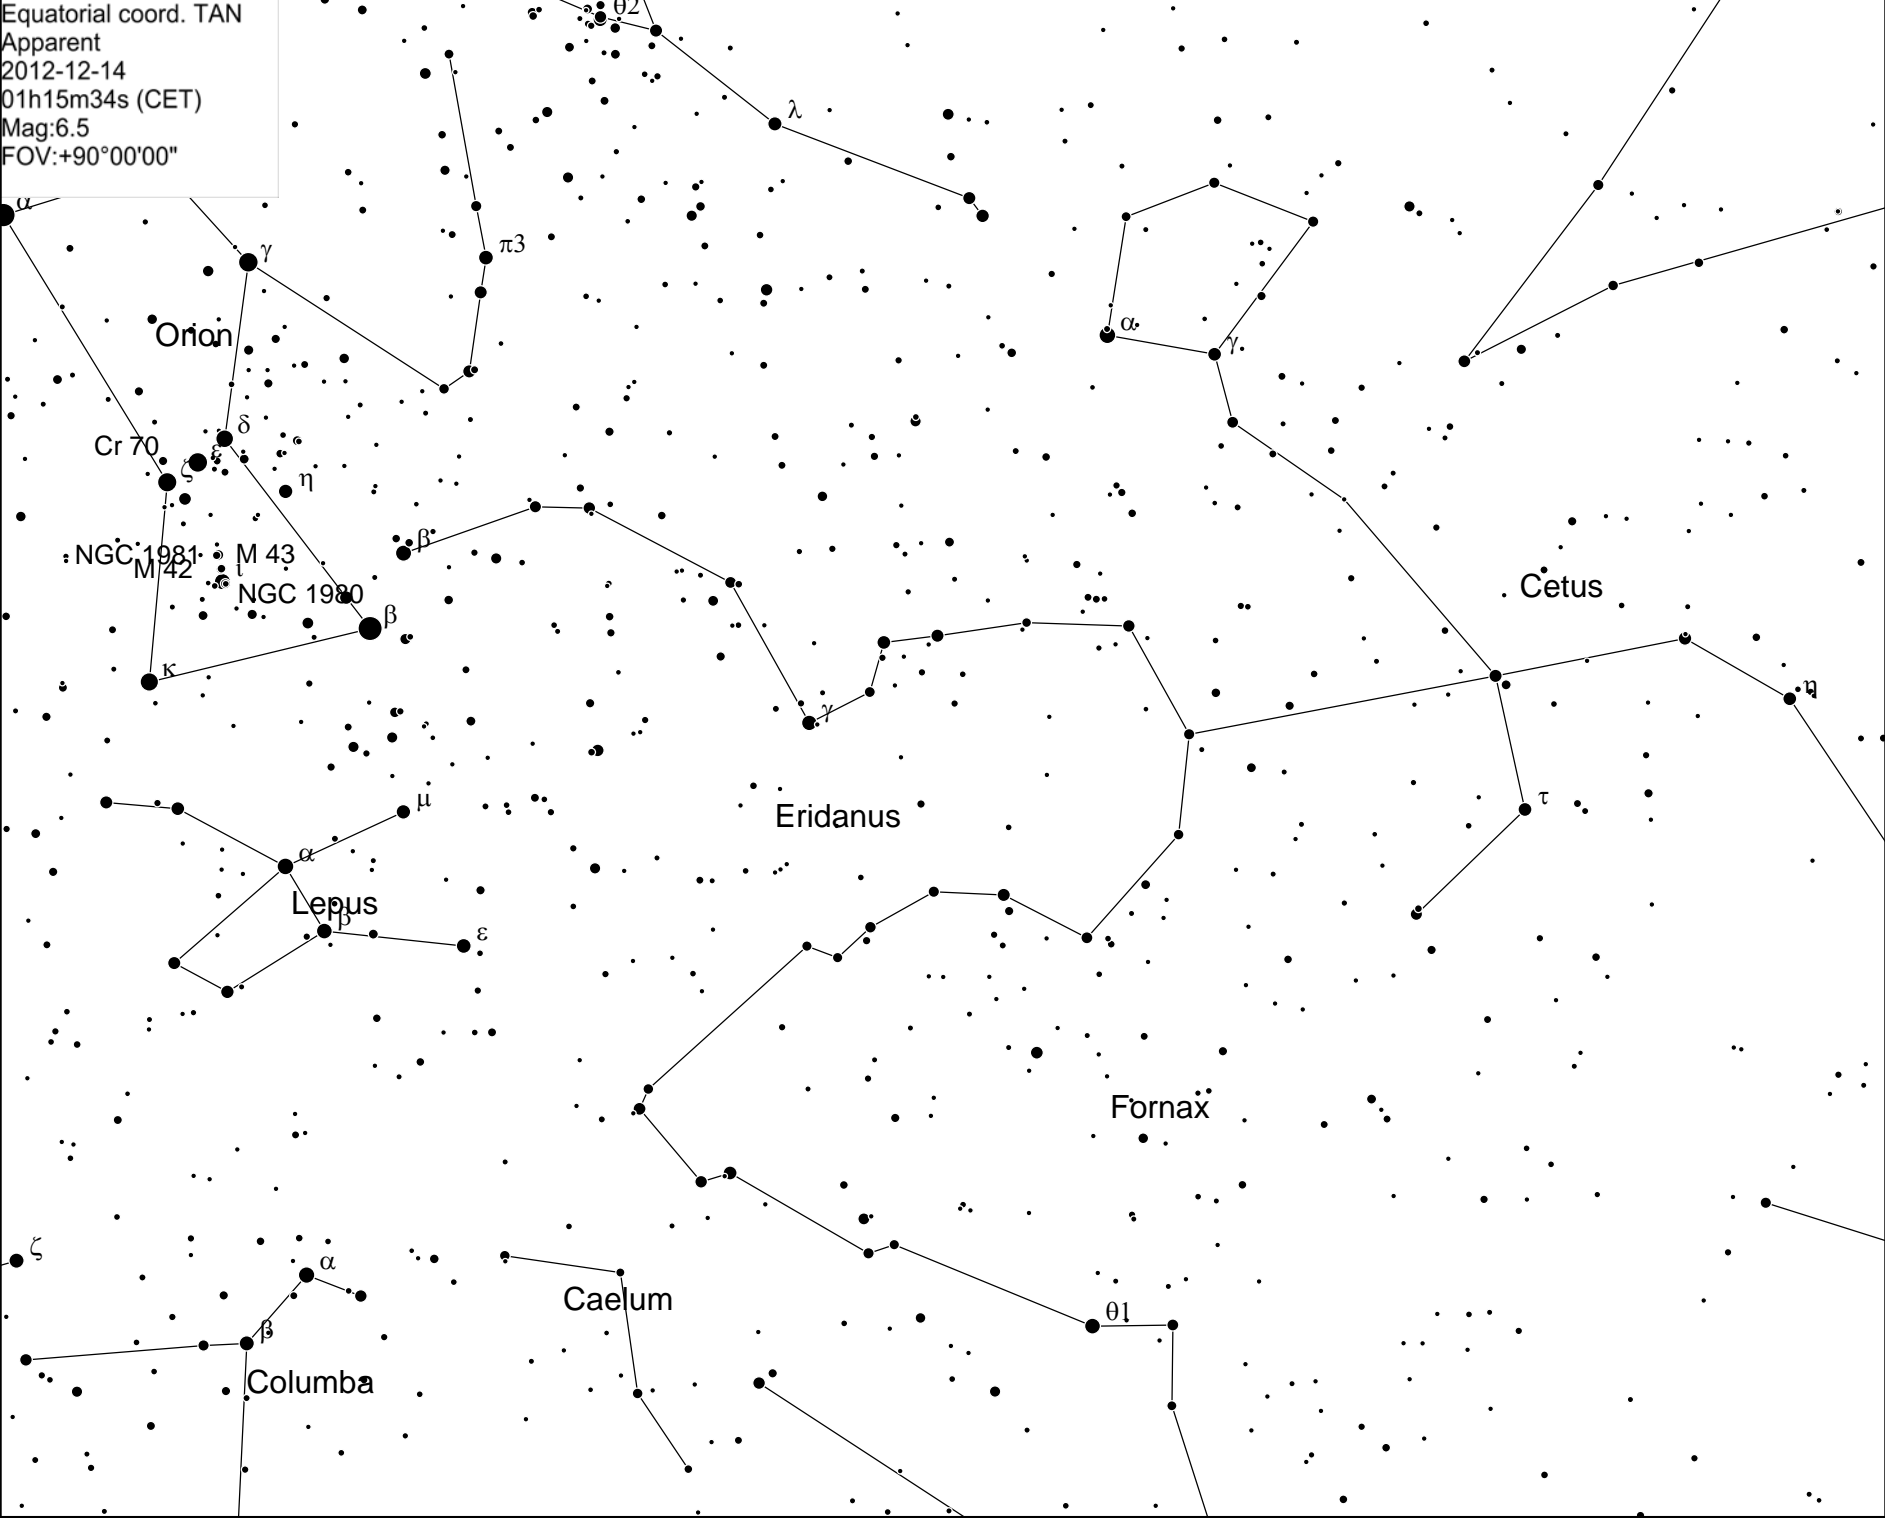 Equatorial coord. TAN
Apparent
2012-12-14
01h15m34s (CET)
Mag:6.5
FOV:+90°00'00"
θ2
λ
α
γ
π3
Orion
α
γ
δ
Cr 70
ε
ζ
η
β
NGC 1981
M 43
M 42
ι
NGC 1980
Cetus
β
κ
η
γ
μ
τ
Eridanus
α
Lepus
β
ε
Fornax
ζ
α
Caelum
θ1
β
Columba